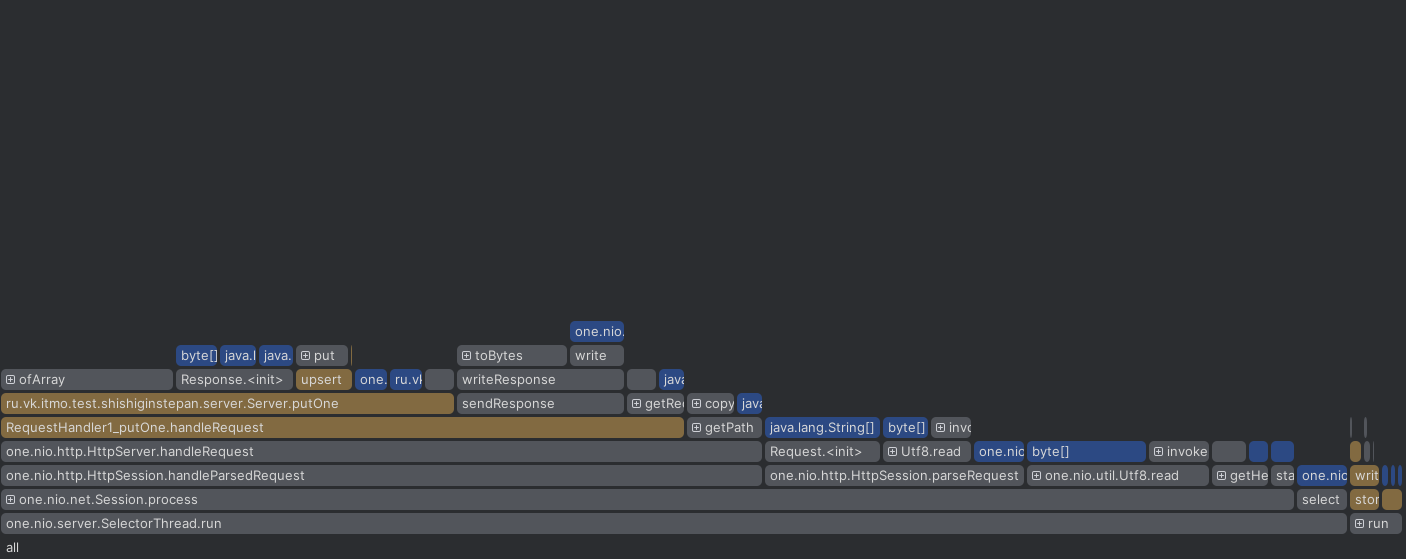 one.nio.
byte[] java.l java. put toBytes write
ofArray Response.<init> upsert one. ru.vk writeResponse java
ru.vk.itmo.test.shishiginstepan.server.Server.putOne sendResponse getRec copy java
RequestHandler1_putOne.handleRequest getPath java.lang.String[] byte[] invo
one.nio.http.HttpServer.handleRequest Request.<init> Utf8.read one.nio byte[] invoke
one.nio.http.HttpSession.handleParsedRequest one.nio.http.HttpSession.parseRequest one.nio.util.Utf8.read getHe sta one.nio writ
one.nio.net.Session.process select stor
one.nio.server.SelectorThread.run run
all